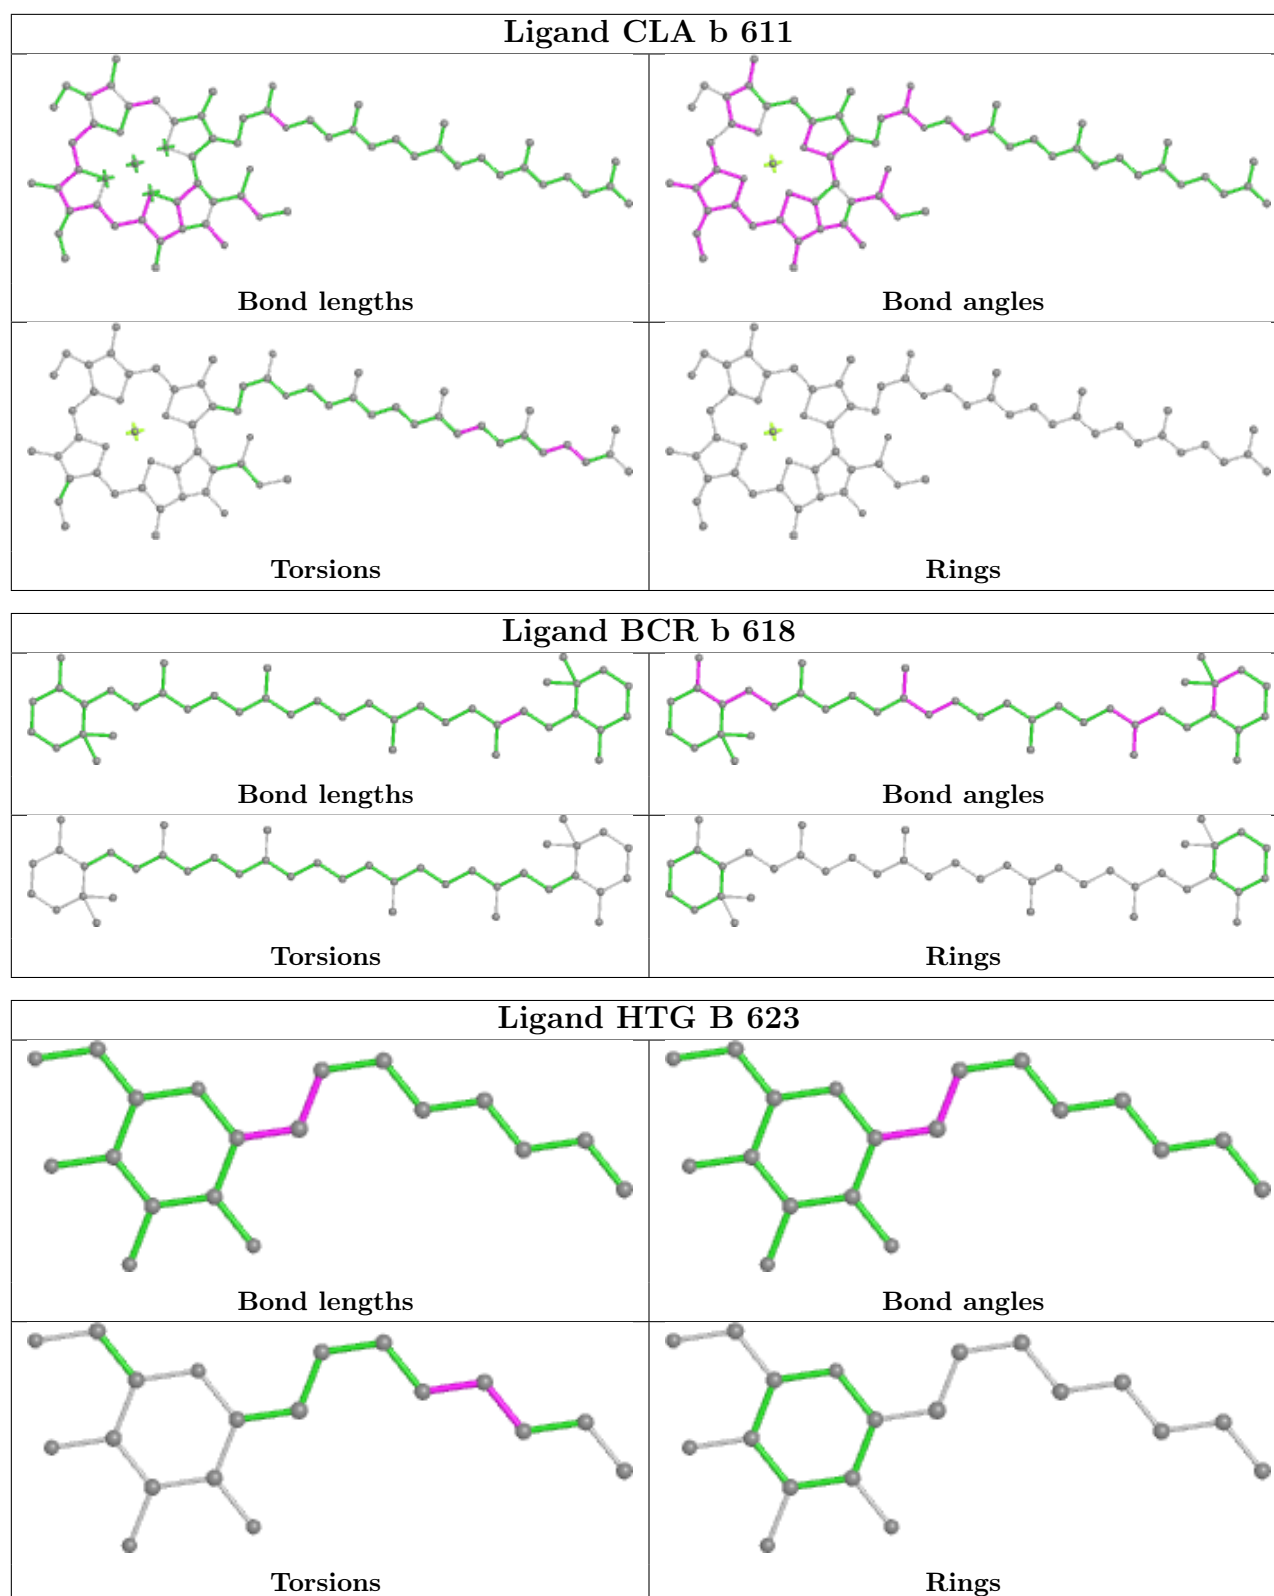 Ligand CLA b 611
Bond lengths
Bond angles
Torsions
Rings
Ligand BCR b 618
Bond lengths
Bond angles
Torsions
Rings
Ligand HTG B 623
Bond lengths
Bond angles
Torsions
Rings